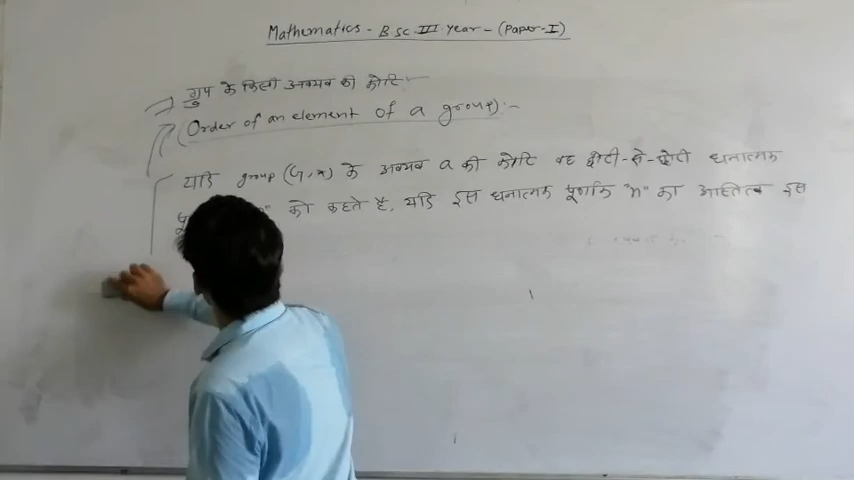 Mathematics - B Sc III year - (Paper-I)
ग्रुप के किसी अवयव की कोटि :-
(Order of an element of a group) :-
यदि group (G, *) के अवयव a की कोटि वह छोटी-से-छोटी धनात्मक
को कहते है, यदि इस धनात्मक पूर्णांक "n" का अस्तित्व इस